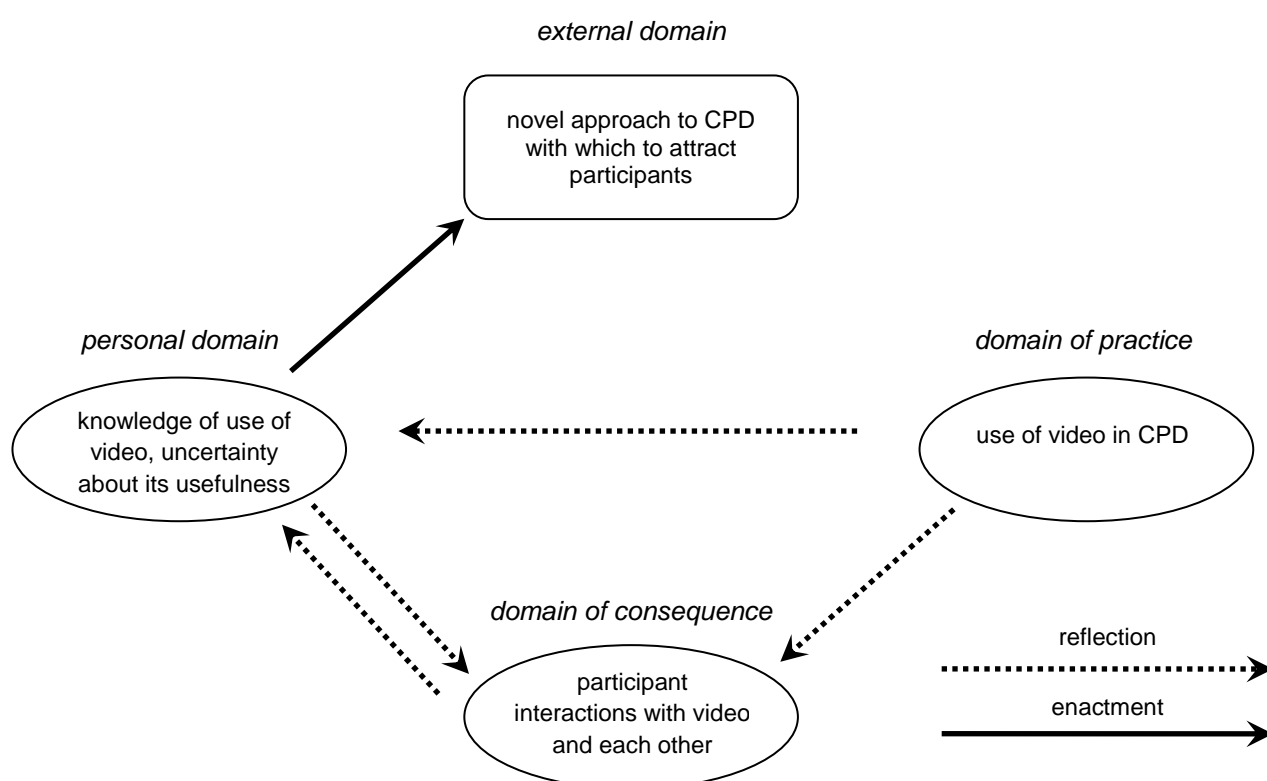 external domain
novel approach to CPD
with which to attract
participants
personal domain
domain of practice
knowledge of use of
video, uncertainty
about its usefulness
use of video in CPD
domain of consequence
participant
interactions with video
and each other
reflection
enactment